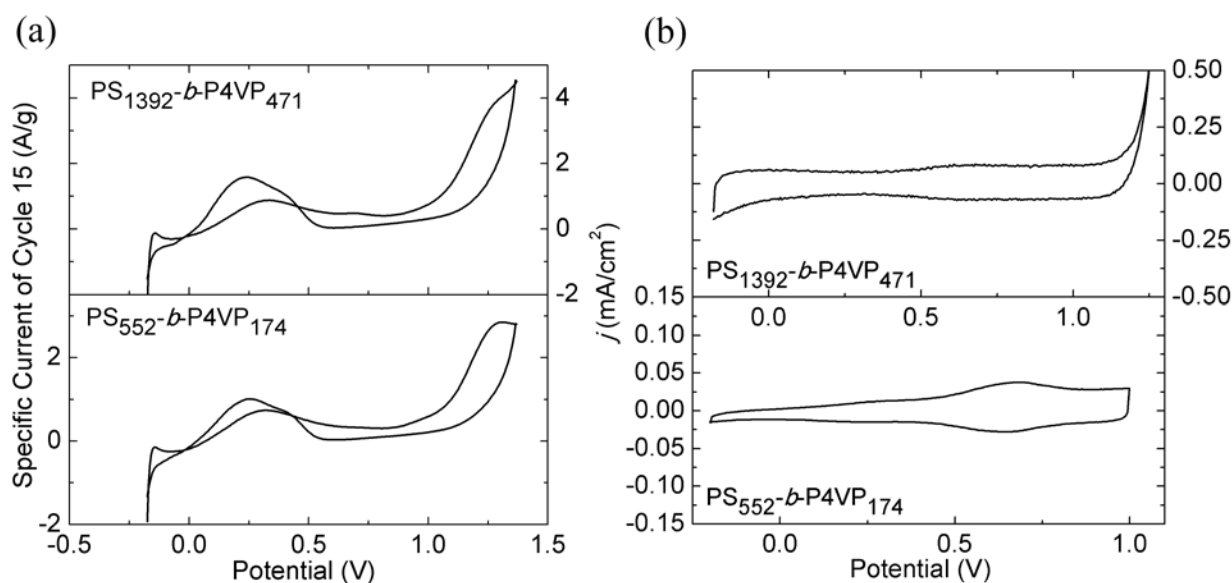 (a)
PS1392-b-P4VP471
4
2
0
-2
PS552-b-P4VP174
2
0
-2
-0.5 0.0 0.5 1.0 1.5
Potential (V)
Specific Current of Cycle 15 (A/g)
(b)
0.50
0.25
0.00
-0.25
-0.50
PS1392-b-P4VP471
0.0 0.5 1.0
j (mA/cm2)
0.15
0.10
0.05
0.00
-0.05
-0.10
-0.15
PS552-b-P4VP174
0.0 0.5 1.0
Potential (V)